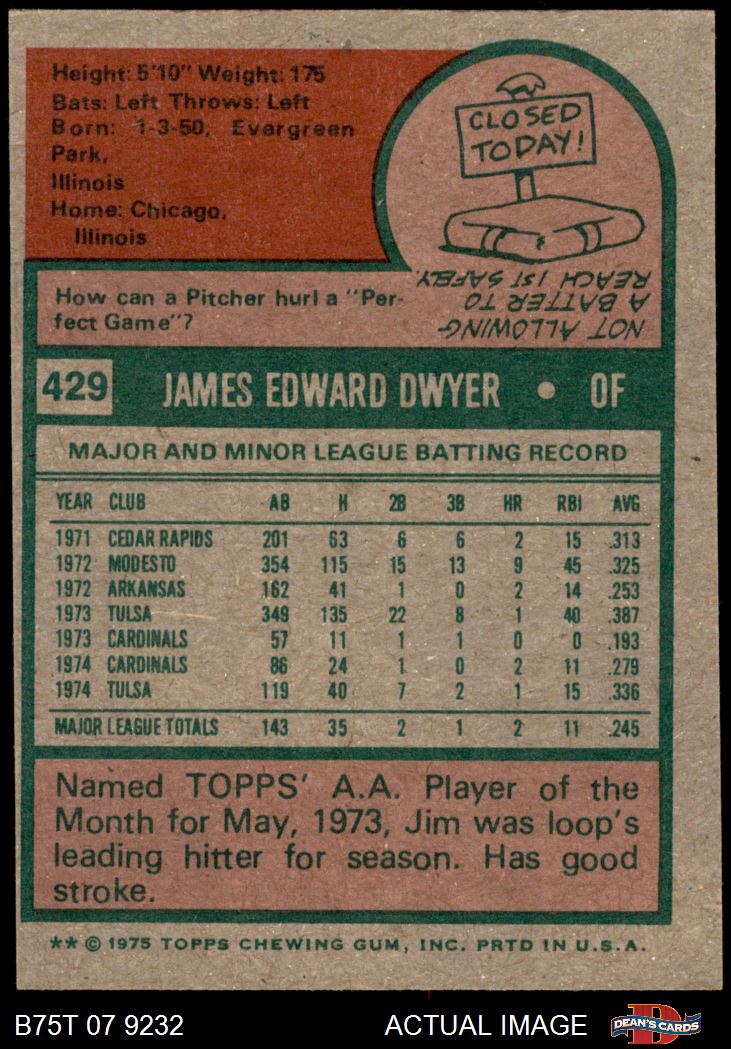 Height: 5'10" Weight: 175
Bats: Left Throws: Left
Born: 1-3-50, Evergreen
Park,
Illinois
Home: Chicago,
Illinois
CLOSED
TODAY!
How can a Pitcher hurl a "Per-
fect Game"?
NOT ALLOWING
A BATTER TO
REACH 1ST SAFELY.
429 JAMES EDWARD DWYER • OF
MAJOR AND MINOR LEAGUE BATTING RECORD
YEAR CLUB AB H 2B 3B HR RBI AVG
1971 CEDAR RAPIDS 201 63 6 6 2 15 .313
1972 MODESTO 354 115 15 13 9 45 .325
1972 ARKANSAS 162 41 1 0 2 14 .253
1973 TULSA 349 135 22 8 1 40 .387
1973 CARDINALS 57 11 1 1 0 0 .193
1974 CARDINALS 86 24 1 0 2 11 .279
1974 TULSA 119 40 7 2 1 15 .336
MAJOR LEAGUE TOTALS 143 35 2 1 2 11 .245
Named TOPPS' A.A. Player of the
Month for May, 1973, Jim was loop's
leading hitter for season. Has good
stroke.
** © 1975 TOPPS CHEWING GUM, INC. PRTD IN U.S.A.
B75T 07 9232 ACTUAL IMAGE DEAN'S CARDS